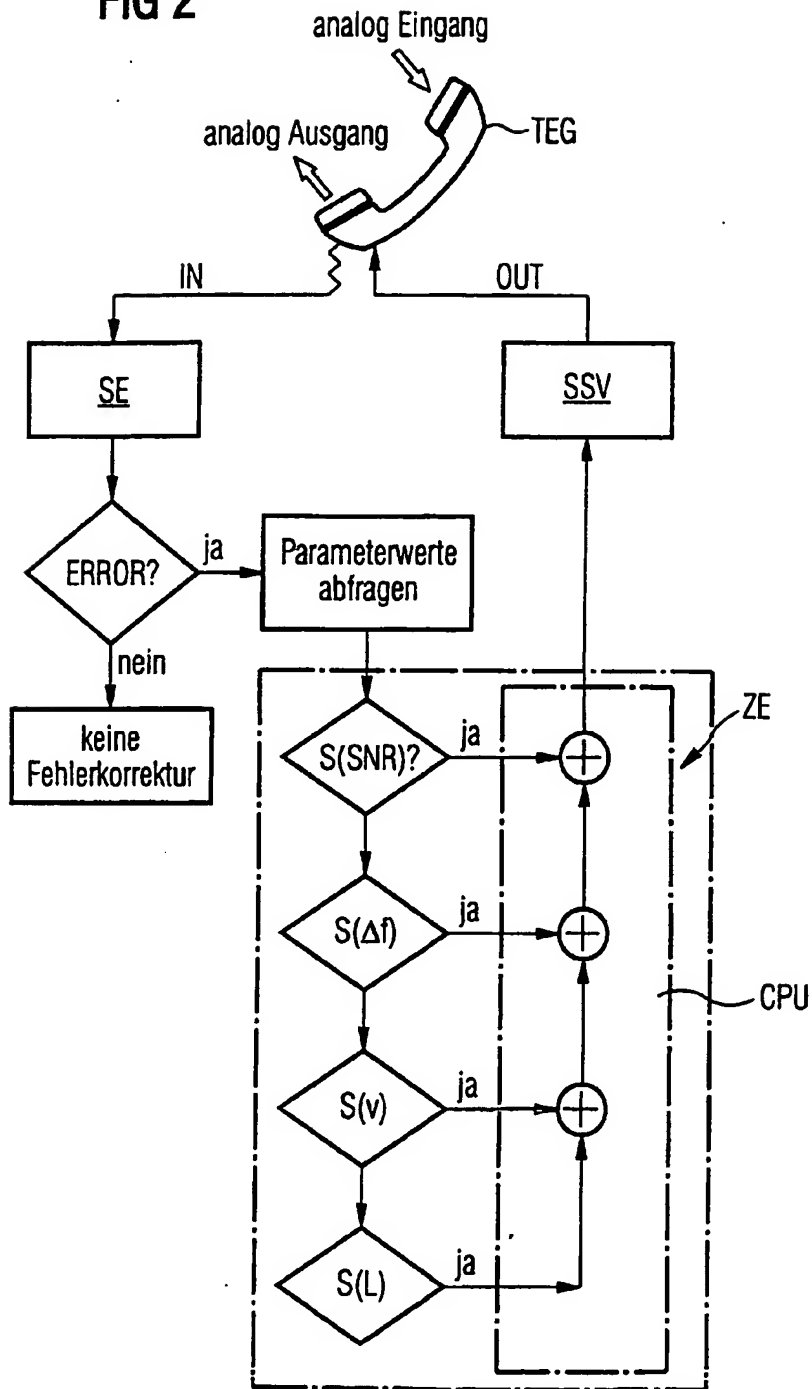 FIG 2
analog Eingang
analog Ausgang
TEG
IN
OUT
SE
SSV
ERROR?
ja
Parameterwerte
abfragen
nein
keine
Fehlerkorrektur
S(SNR)?
ja
ZE
S(Δf)
ja
CPU
S(v)
ja
S(L)
ja